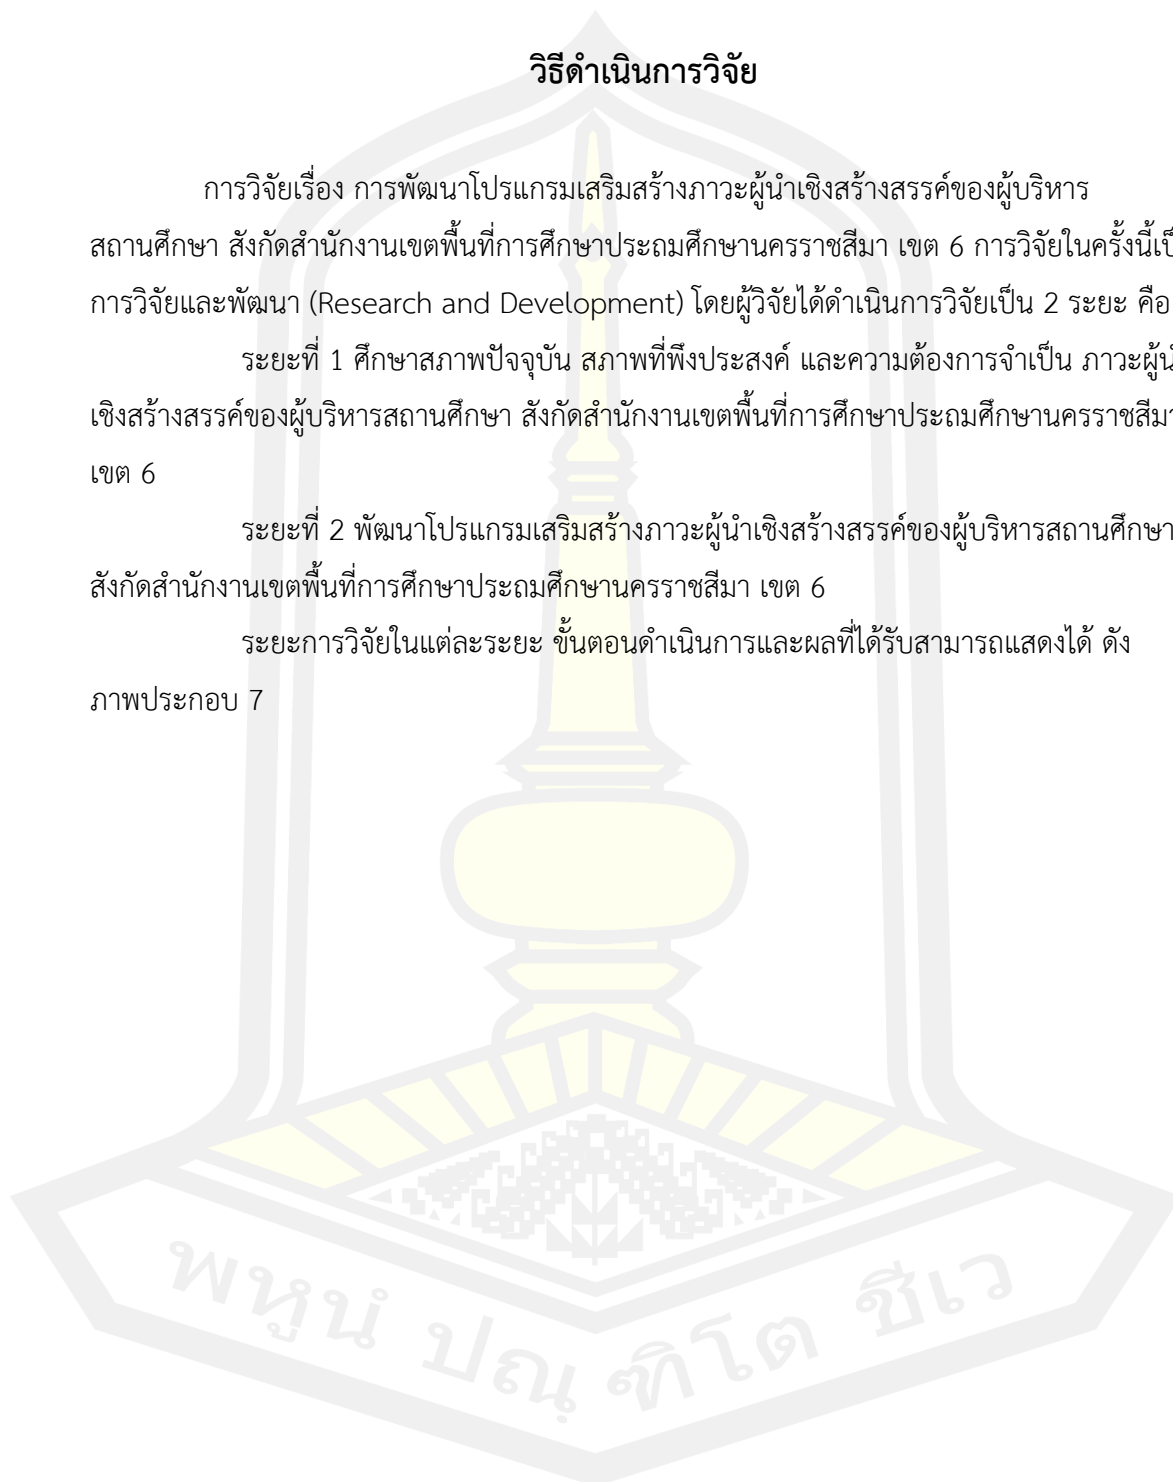 วิธีดำเนินการวิจัย
การวิจัยเรื่อง การพัฒนาโปรแกรมเสริมสร้างภาวะผู้นำเชิงสร้างสรรค์ของผู้บริหาร
สถานศึกษา สังกัดสำนักงานเขตพื้นที่การศึกษาประถมศึกษานครราชสีมา เขต 6 การวิจัยในครั้งนี้
การวิจัยและพัฒนา (Research and Development) โดยผู้วิจัยได้ดำเนินการวิจัยเป็น 2 ระยะ คือ
ระยะที่ 1 ศึกษาสภาพปัจจุบัน สภาพที่พึงประสงค์ และความต้องการจำเป็น
เชิงสร้างสรรค์ของผู้บริหารสถานศึกษา สังกัดสำนักงานเขตพื้นที่การศึกษาประถมศึกษานครราชสีมา
เขต 6
ระยะที่ 2 พัฒนาโปรแกรมเสริมสร้างภาวะผู้นำเชิงสร้างสรรค์ของผู้บริหารสถานศึกษา
สังกัดสำนักงานเขตพื้นที่การศึกษาประถมศึกษานครราชสีมา เขต 6
ระยะการวิจัยในแต่ละระยะ ขั้นตอนดำเนินการและผลที่ได้รับสามารถแสดงได้ ดัง
ภาพประกอบ 7
พหูนํ ปณฺฑิโต ชีเว